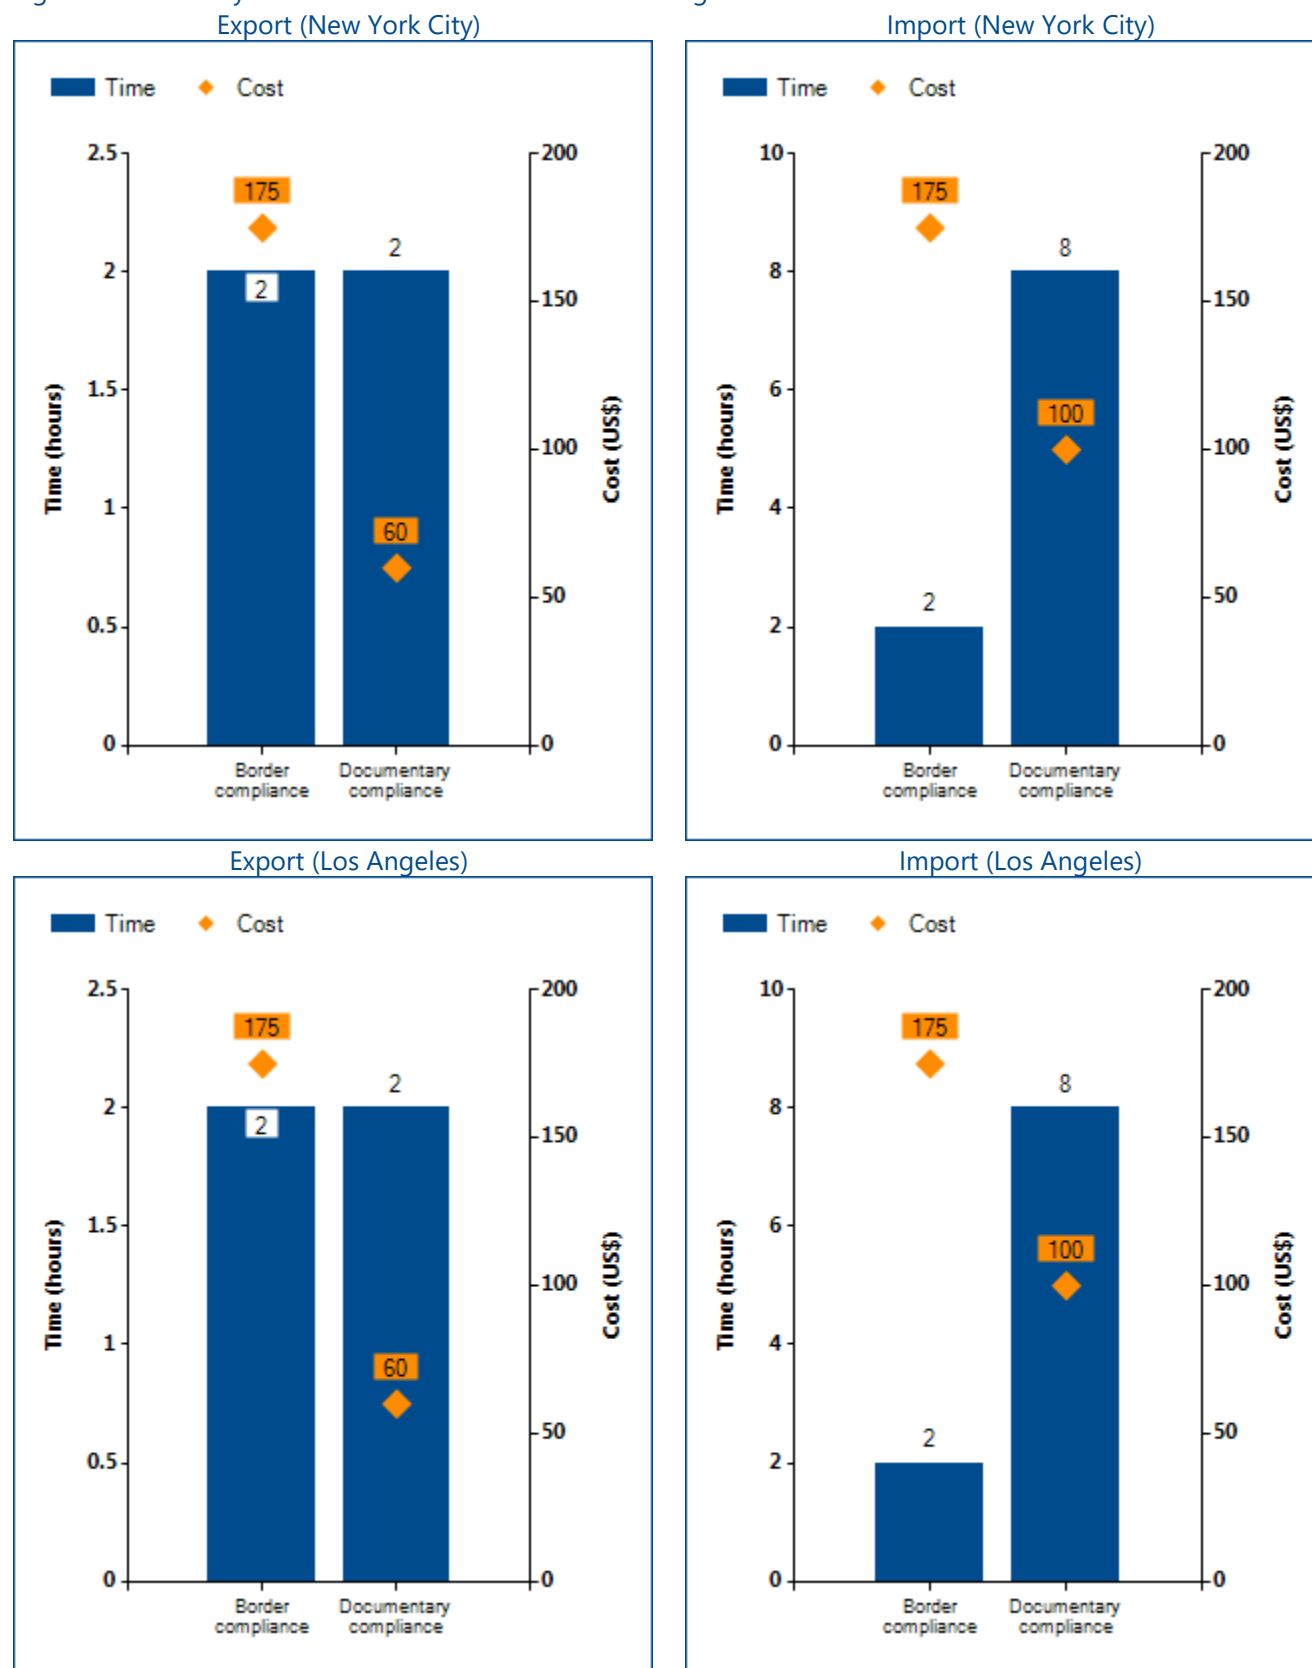 Export (New York City)
Time Cost
2.5
2
1.5
1
0.5
0
Time (hours)
175
2
2
60
200
150
100
50
0
Cost (US$)
Border
compliance
Documentary
compliance
Import (New York City)
Time Cost
10
8
6
4
2
0
Time (hours)
175
2
8
100
200
150
100
50
0
Cost (US$)
Border
compliance
Documentary
compliance
Export (Los Angeles)
Time Cost
2.5
2
1.5
1
0.5
0
Time (hours)
175
2
2
60
200
150
100
50
0
Cost (US$)
Border
compliance
Documentary
compliance
Import (Los Angeles)
Time Cost
10
8
6
4
2
0
Time (hours)
175
2
8
100
200
150
100
50
0
Cost (US$)
Border
compliance
Documentary
compliance